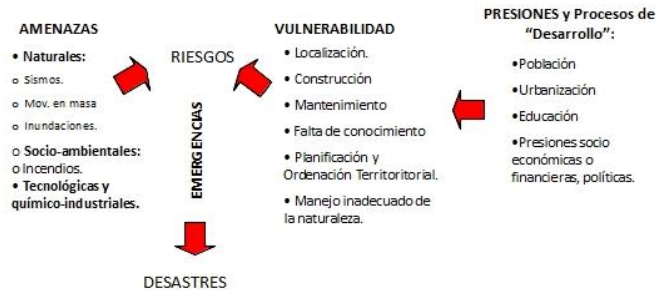 AMENAZAS
• Naturales:
o Sismos.
o Mov. en masa
o Inundaciones.
o Socio-ambientales:
o Incendios.
• Tecnológicas y
químico-industriales.
RIESGOS
EMERGENCIAS
DESASTRES
VULNERABILIDAD
• Localización.
• Construcción
• Mantenimiento
• Falta de conocimiento
• Planificación y
Ordenación Territoritorial.
• Manejo inadecuado de
la naturaleza.
PRESIONES y Procesos de
“Desarrollo”:
•Población
•Urbanización
•Educación
•Presiones socio
económicas o
financieras, políticas.